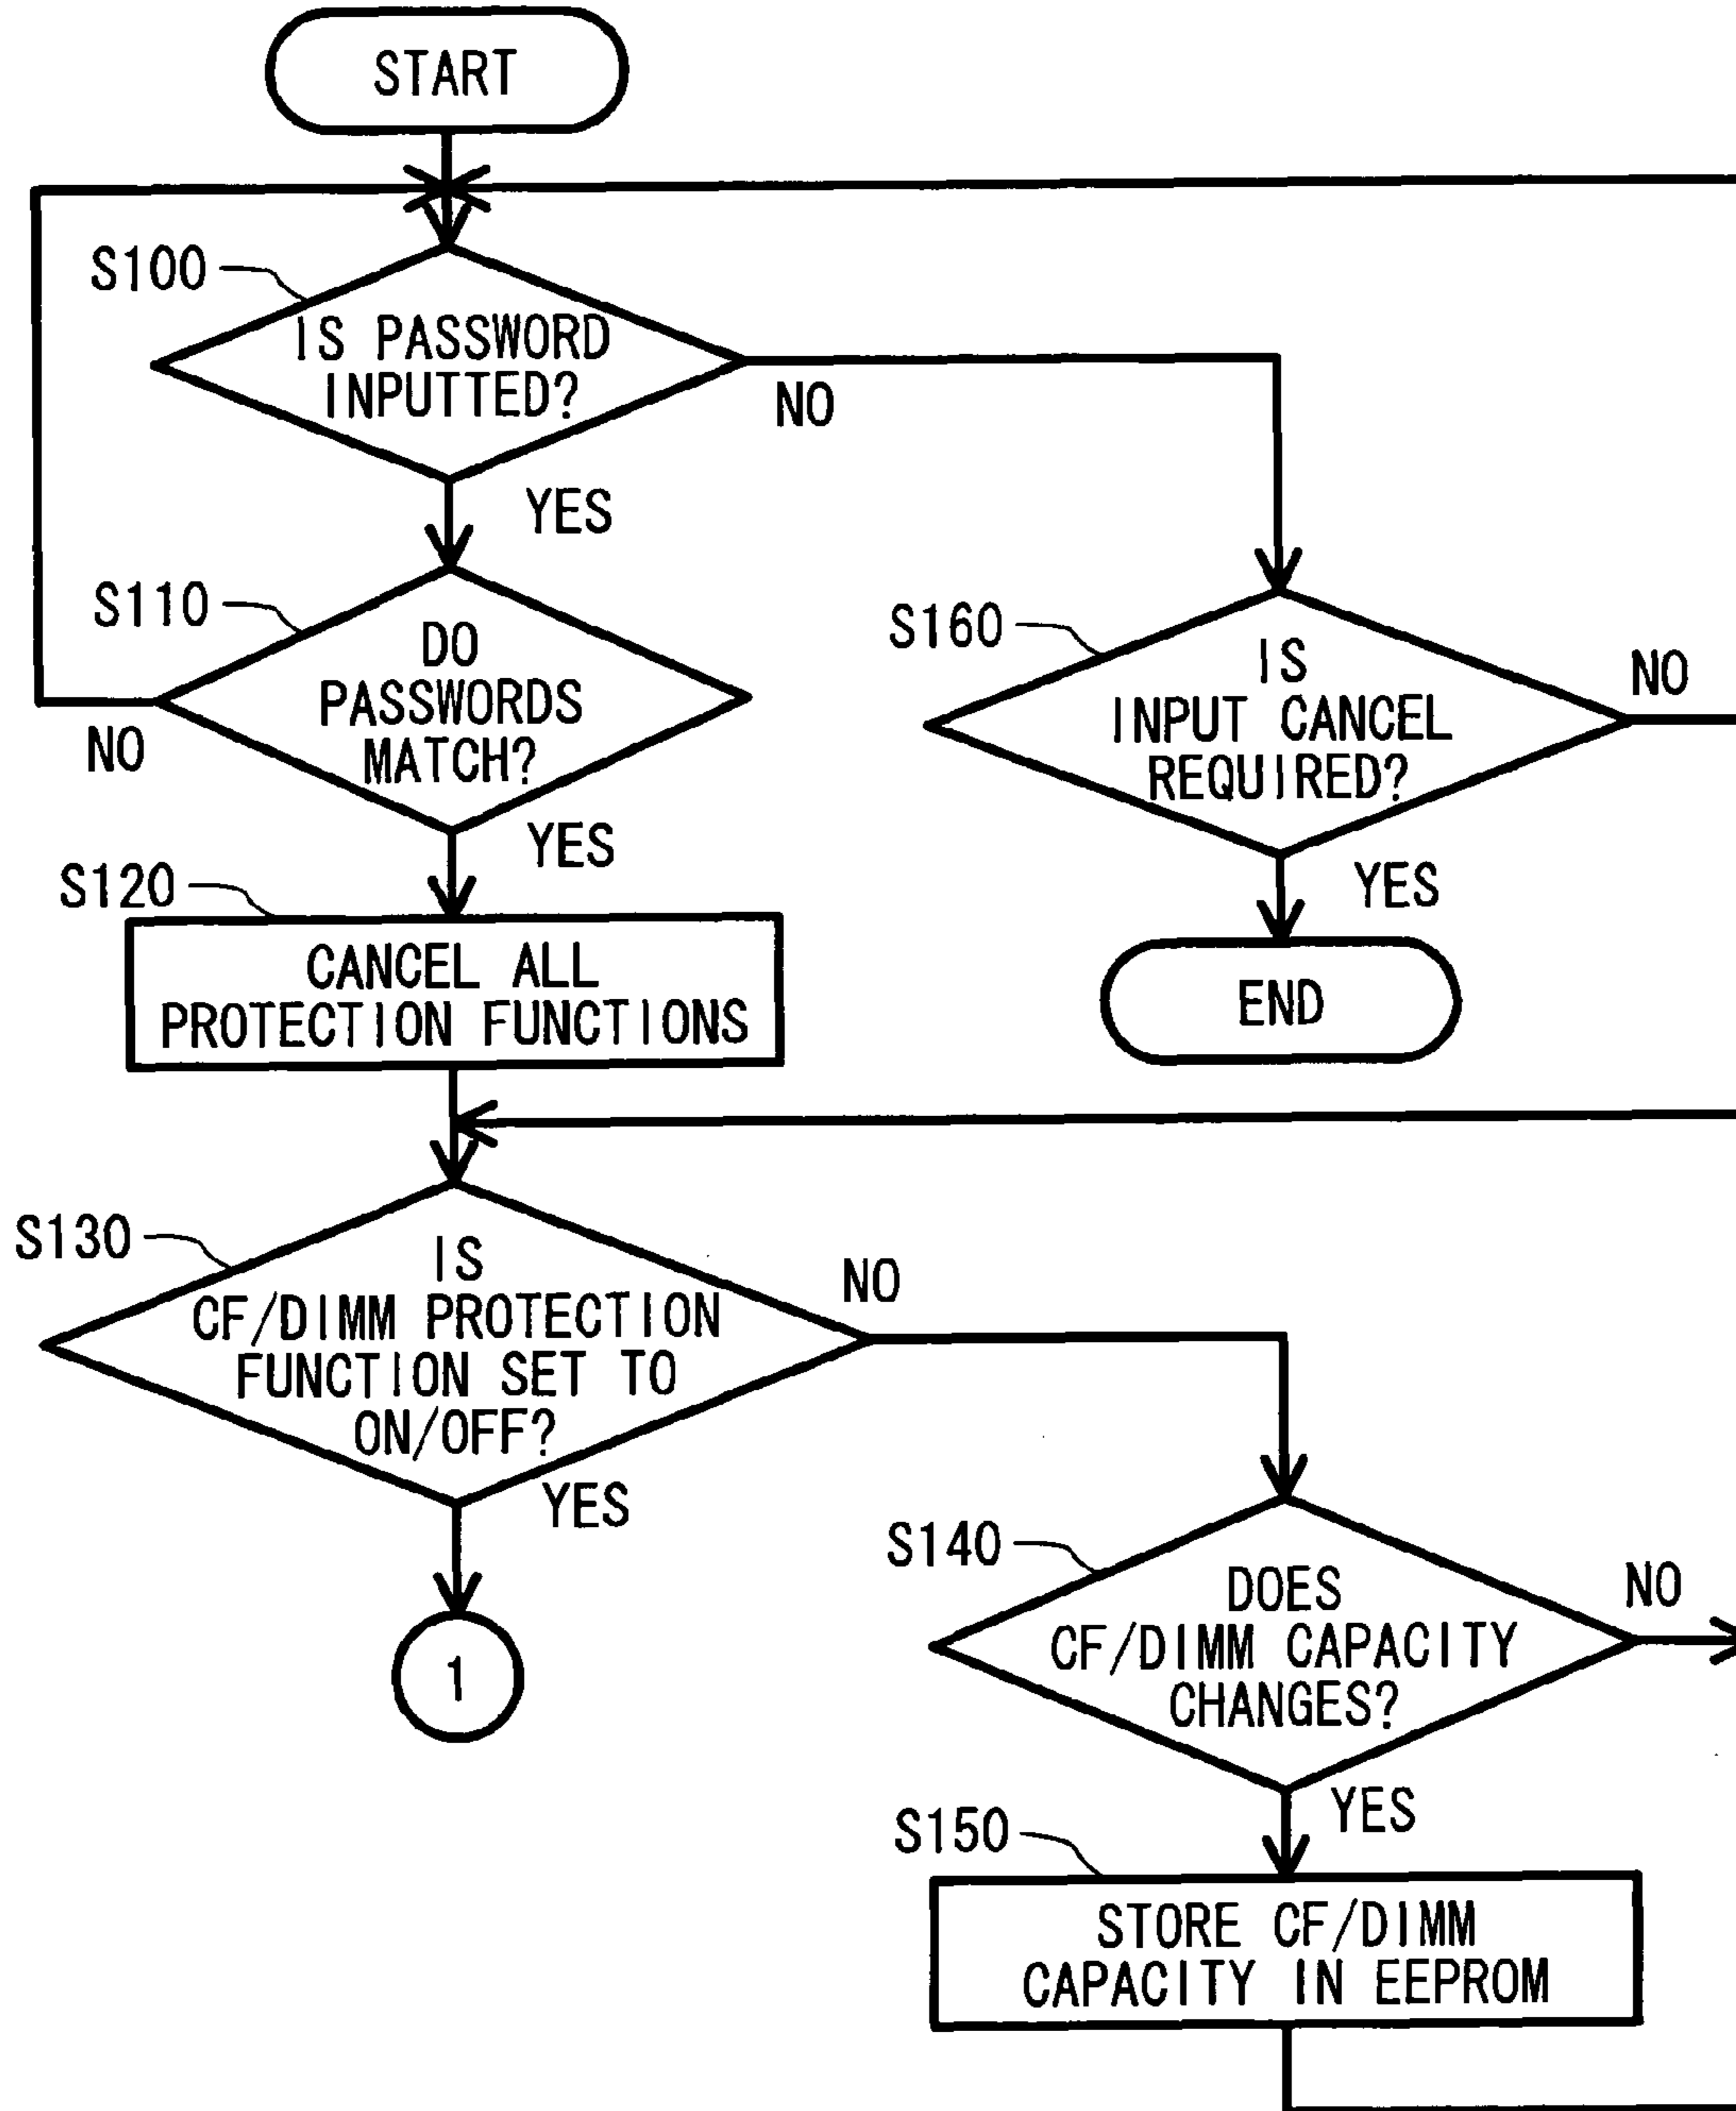 START
S100
IS PASSWORD
INPUTTED?
NO
YES
S110
DO
PASSWORDS
MATCH?
NO
YES
S160
IS
INPUT CANCEL
REQUIRED?
NO
YES
END
S120
CANCEL ALL
PROTECTION FUNCTIONS
S130
IS
CF/DIMM PROTECTION
FUNCTION SET TO
ON/OFF?
NO
YES
1
S140
DOES
CF/DIMM CAPACITY
CHANGES?
NO
YES
S150
STORE CF/DIMM
CAPACITY IN EEPROM